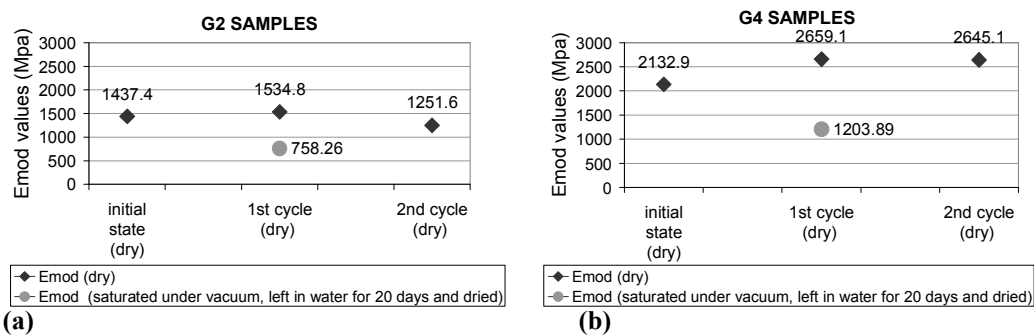 G2 SAMPLES
Emod values (Mpa)
3000
2500
2000
1500
1000
500
0
1437.4
1534.8
1251.6
758.26
initial
state
(dry)
1st cycle
(dry)
2nd cycle
(dry)
Emod (dry)
Emod (saturated under vacuum, left in water for 20 days and dried)
(a)
G4 SAMPLES
Emod values (Mpa)
3000
2500
2000
1500
1000
500
0
2132.9
2659.1
2645.1
1203.89
initial
state
(dry)
1st cycle
(dry)
2nd cycle
(dry)
Emod (dry)
Emod (saturated under vacuum, left in water for 20 days and dried)
(b)